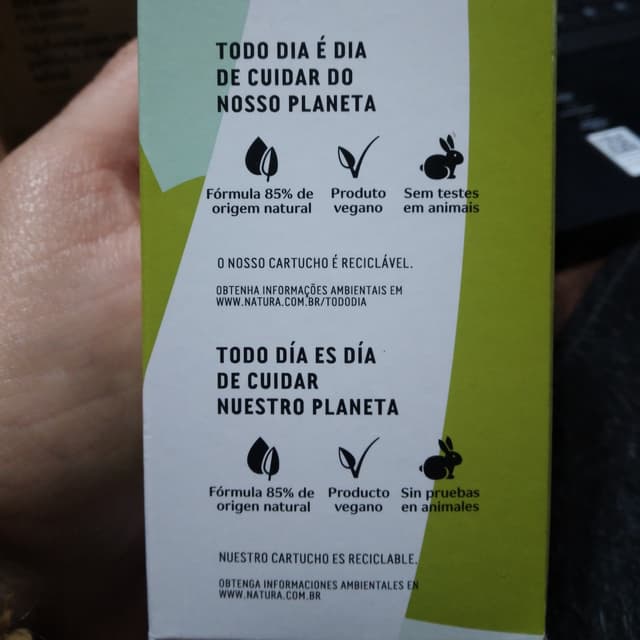 TODO DIA É DIA
DE CUIDAR DO
NOSSO PLANETA
Fórmula 85% de
origem natural
Produto
vegano
Sem testes
em animais
O NOSSO CARTUCHO É RECICLÁVEL.
OBTENHA INFORMAÇÕES AMBIENTAIS EM
WWW.NATURA.COM.BR/TODODIA
TODO DÍA ES DÍA
DE CUIDAR
NUESTRO PLANETA
Fórmula 85% de
origen natural
Producto
vegano
Sin pruebas
en animales
NUESTRO CARTUCHO ES RECICLABLE.
OBTENGA INFORMACIONES AMBIENTALES EN
WWW.NATURA.COM.BR